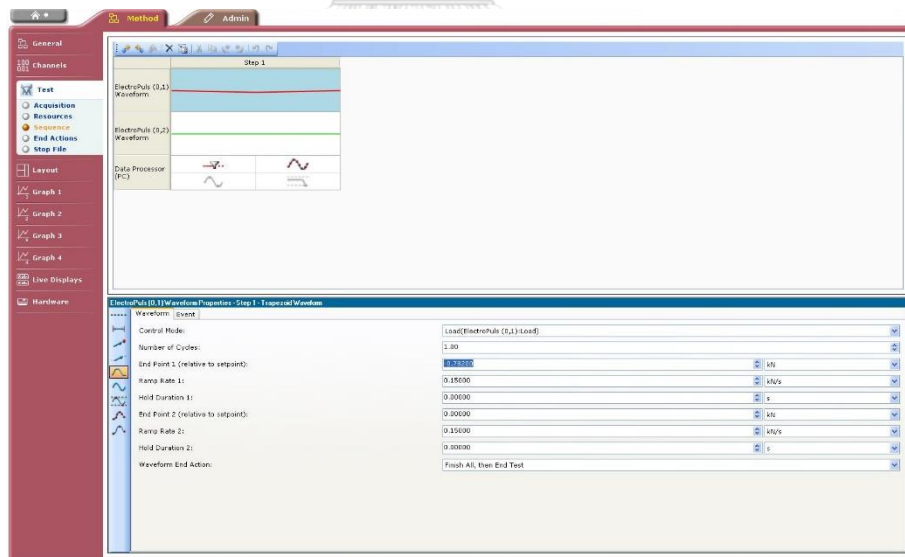 Method
Admin
General
Channels
Test
Acquisition
Resources
Sequence
End Actions
Stop File
Layout
Graph 1
Graph 2
Graph 3
Graph 4
Live Displays
Hardware
Step 1
ElectroPuls (0,1)
Waveform
ElectroPuls (0,2)
Waveform
Data Processor
(PC)
ElectroPuls (0,1) Waveform Properties - Step 1 - Trapezoid Waveform
Waveform Event
Control Mode: Load(ElectroPuls (0,1):Load)
Number of Cycles: 1.00
End Point 1 (relative to setpoint): kN
Ramp Rate 1: 0.15000 kN/s
Hold Duration 1: 0.00000 s
End Point 2 (relative to setpoint): 0.00000 kN
Ramp Rate 2: 0.15000 kN/s
Hold Duration 2: 0.00000 s
Waveform End Action: Finish All, then End Test